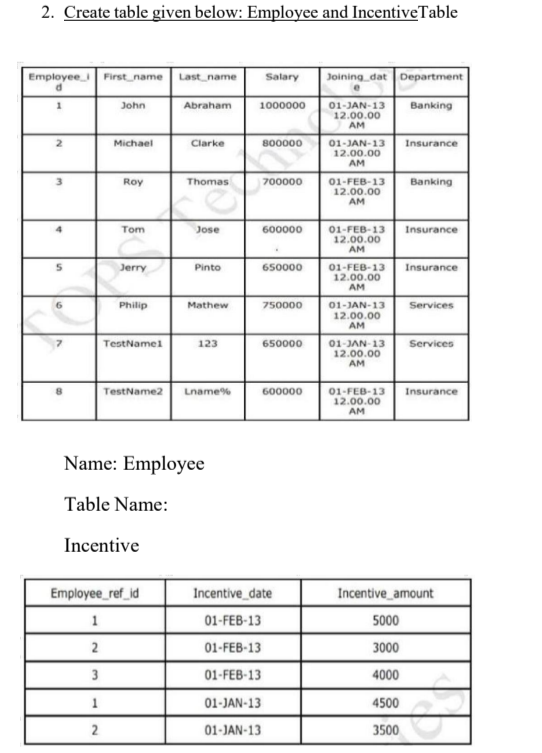 2. Create table given below: Employee and IncentiveTable
Employee_i First_name Last_name Salary Joining_dat Department
d e
1 John Abraham 1000000 01-JAN-13 Banking
12.00.00
AM
2 Michael Clarke 800000 01-JAN-13 Insurance
12.00.00
AM
3 Roy Thomas 700000 01-FEB-13 Banking
12.00.00
AM
4 Tom Jose 600000 01-FEB-13 Insurance
12.00.00
AM
5 Jerry Pinto 650000 01-FEB-13 Insurance
12.00.00
AM
6 Philip Mathew 750000 01-JAN-13 Services
12.00.00
AM
7 TestName1 123 650000 01-JAN-13 Services
12.00.00
AM
8 TestName2 Lname% 600000 01-FEB-13 Insurance
12.00.00
AM
TOPS Technolog
Name: Employee
Table Name:
Incentive
Employee_ref_id Incentive_date Incentive_amount
1 01-FEB-13 5000
2 01-FEB-13 3000
3 01-FEB-13 4000
1 01-JAN-13 4500
2 01-JAN-13 3500
ies